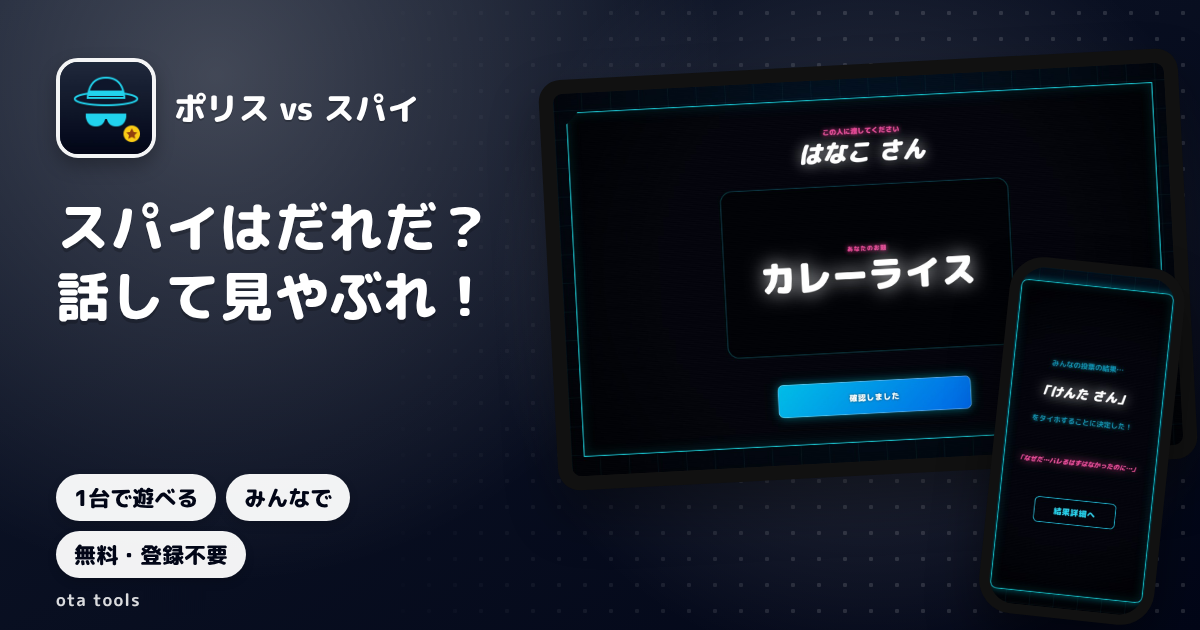 ポリス vs スパイ
スパイはだれだ？
話して見やぶれ！
1台で遊べる
みんなで
無料・登録不要
ota tools
この人に渡してください
はなこ さん
あなたのお題
カレーライス
確認しました
みんなの投票の結果…
「けんた さん」
をタイホすることに決定した！
「なぜだ…バレるはずはなかったのに…」
結果詳細へ